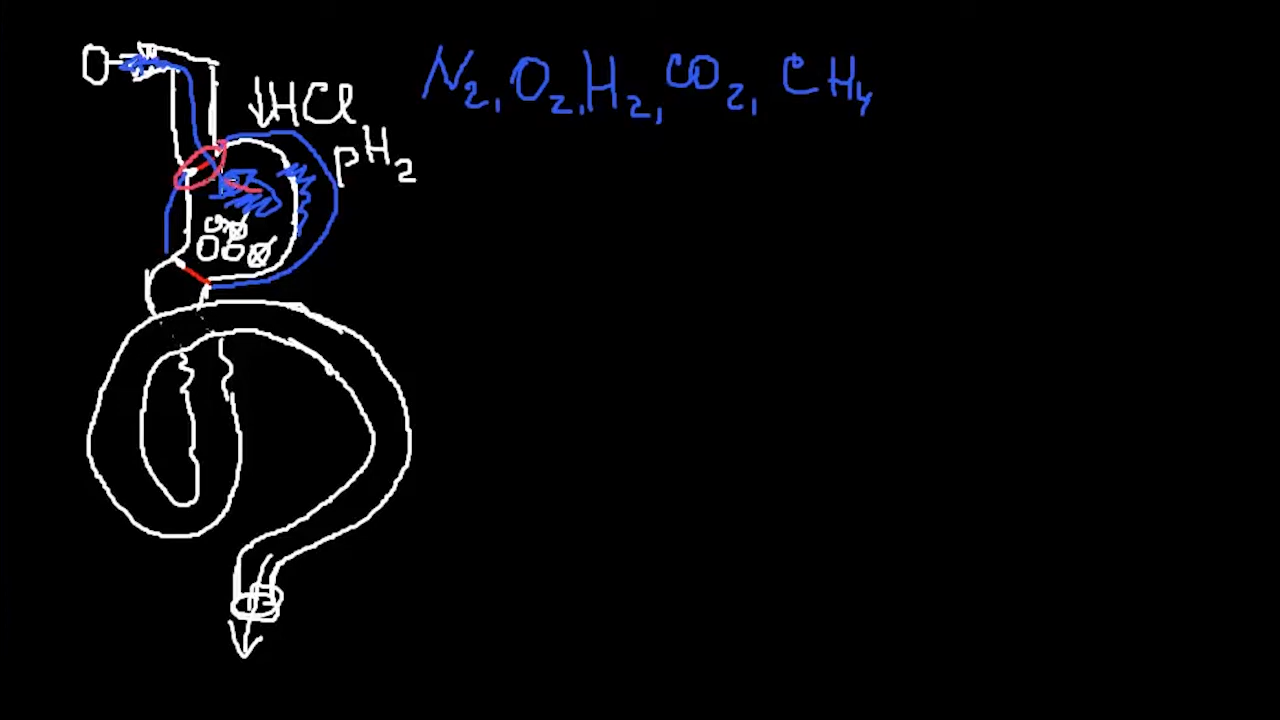 N₂, O₂, H₂, CO₂, CH₄
↓HCl
pH2